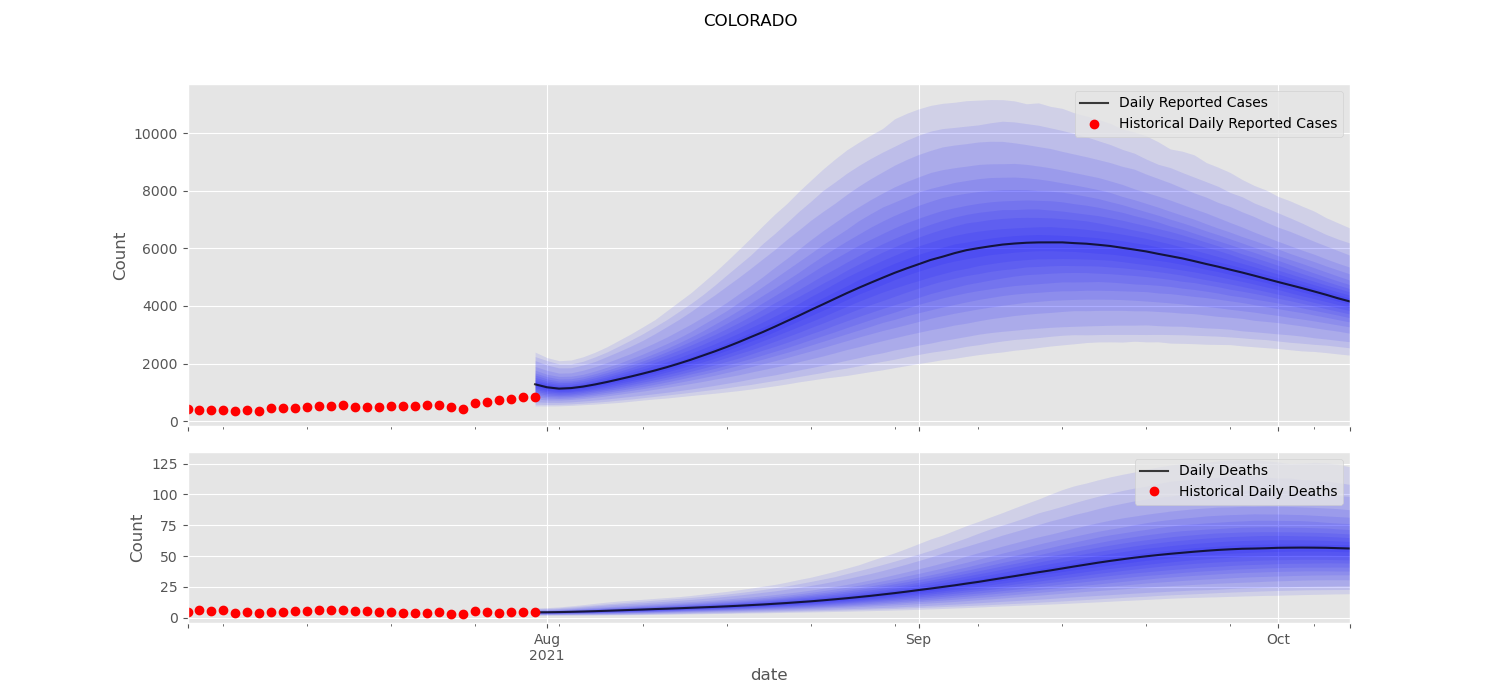 COLORADO
Daily Reported Cases
Historical Daily Reported Cases
10000
8000
6000
4000
2000
0
Count
Daily Deaths
Historical Daily Deaths
125
100
75
50
25
0
Count
Aug
2021
Sep
Oct
date